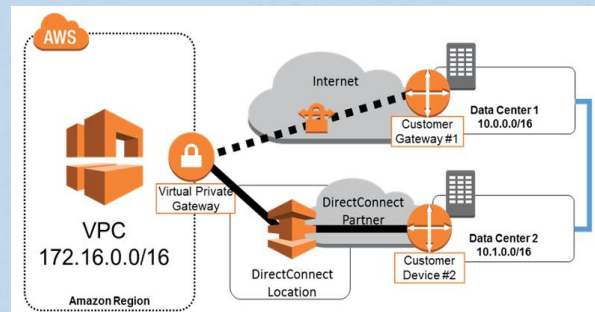 AWS
VPC
172.16.0.0/16
Amazon Region
Virtual Private
Gateway
Internet
Customer
Gateway #1
Data Center 1
10.0.0.0/16
DirectConnect
Partner
DirectConnect
Location
Customer
Device #2
Data Center 2
10.1.0.0/16